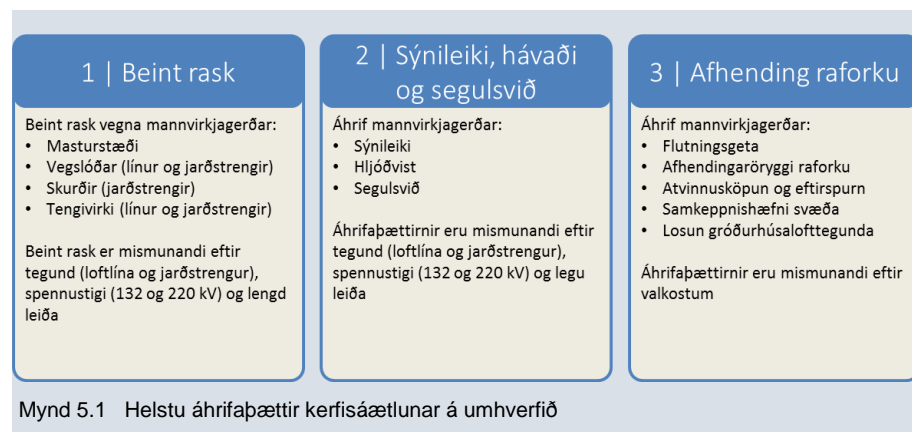 1 | Beint rask
Beint rask vegna mannvirkjagerðar:
• Masturstæði
• Vegslóðar (línur og jarðstrengir)
• Skurðir (jarðstrengir)
• Tengivirki (línur og jarðstrengir)
Beint rask er mismunandi eftir
tegund (loftlína og jarðstrengur),
spennustigi (132 og 220 kV) og lengd
leiða
2 | Sýnileiki, hávaði
og segulsvið
Áhrif mannvirkjagerðar:
• Sýnileiki
• Hljóðvist
• Segulsvið
Áhrifaþættirnir eru mismunandi eftir
tegund (loftlína og jarðstrengur),
spennustigi (132 og 220 kV) og legu
leiða
3 | Afhending raforku
Áhrif mannvirkjagerðar:
• Flutningsgeta
• Afhendingaröryggi raforku
• Atvinnusköpun og eftirspurn
• Samkeppnishæfni svæða
• Losun gróðurhúsalofttegunda
Áhrifaþættirnir eru mismunandi eftir
valkostum
Mynd 5.1 Helstu áhrifaþættir kerfisáætlunar á umhverfið